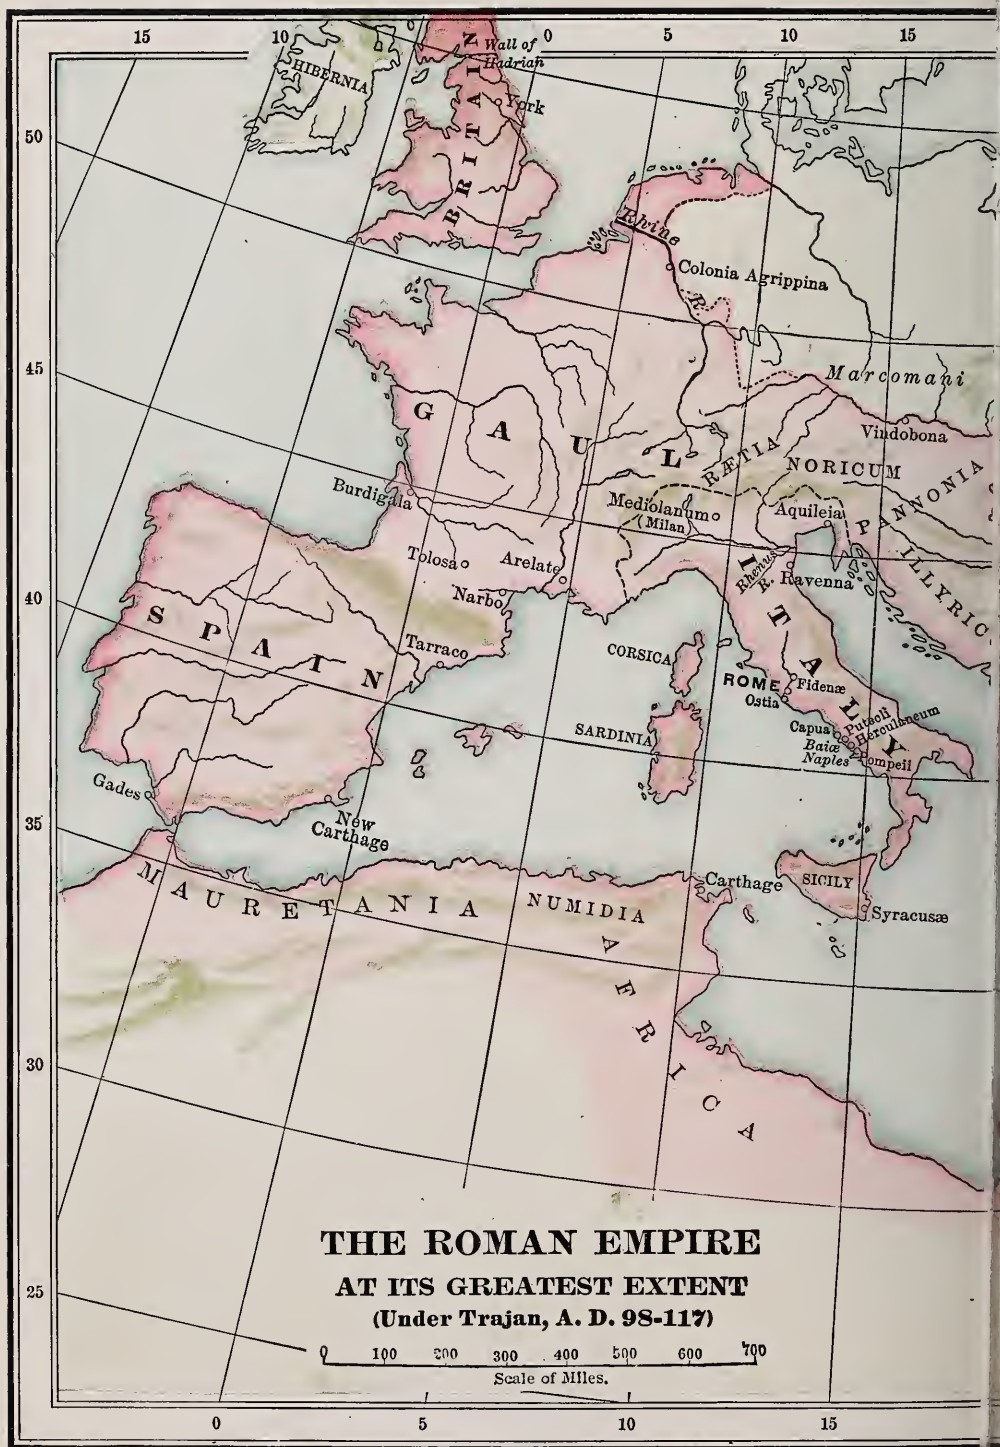 15 10 5 0 5 10 15
Wall of
Hadrian
HIBERNIA
York
BRITAIN
50
Rhine
Colonia Agrippina
R.
45
Marcomani
GAUL
Vindobona
RÆTIA
NORICUM
PANNONIA
Burdigala
Mediolanum
(Milan)
Aquileia
ILLYRIC
Tolosa
Arelate
Rhenus
R.
Ravenna
Narbo
ITALY
40
SPAIN
Tarraco
CORSICA
ROME
Fidenæ
Ostia
SARDINIA
Capua
Puteoli
Herculaneum
Baiæ
Naples
Pompeii
Gades
New
Carthage
35
MAURETANIA
NUMIDIA
Carthage
SICILY
Syracusæ
AFRICA
30
THE ROMAN EMPIRE
AT ITS GREATEST EXTENT
(Under Trajan, A. D. 98-117)
25
0 100 200 300 400 500 600 700
Scale of Miles.
0 5 10 15